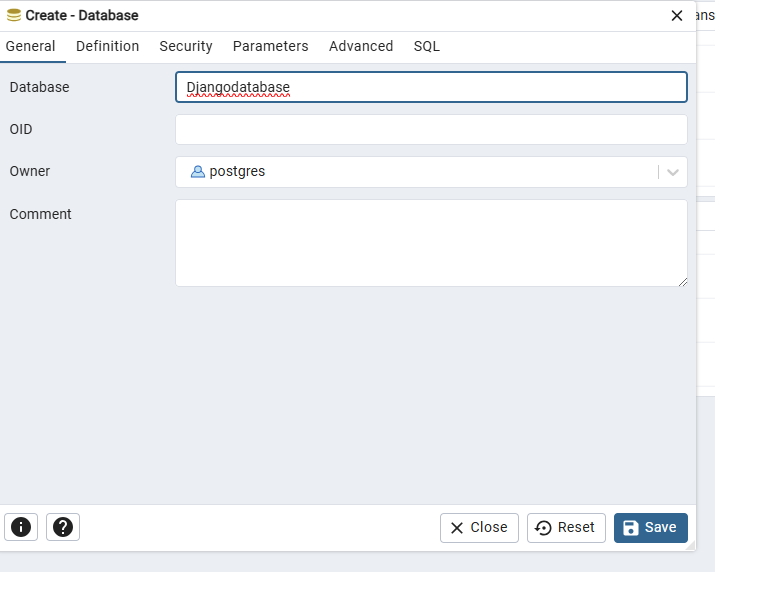 Create - Database
ans
General Definition Security Parameters Advanced SQL
Database Djangodatabase
OID
Owner postgres
Comment
Close Reset Save